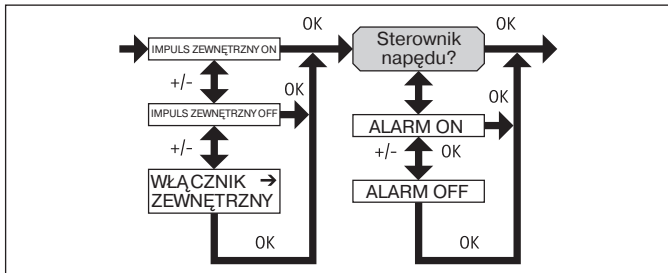 OK
OK
IMPULS ZEWNĘTRZNY ON
Sterownik
napędu?
+/-
OK
OK
IMPULS ZEWNĘTRZNY OFF
ALARM ON
+/-
+/- OK
WŁĄCZNIK →
ZEWNĘTRZNY
ALARM OFF
OK
OK